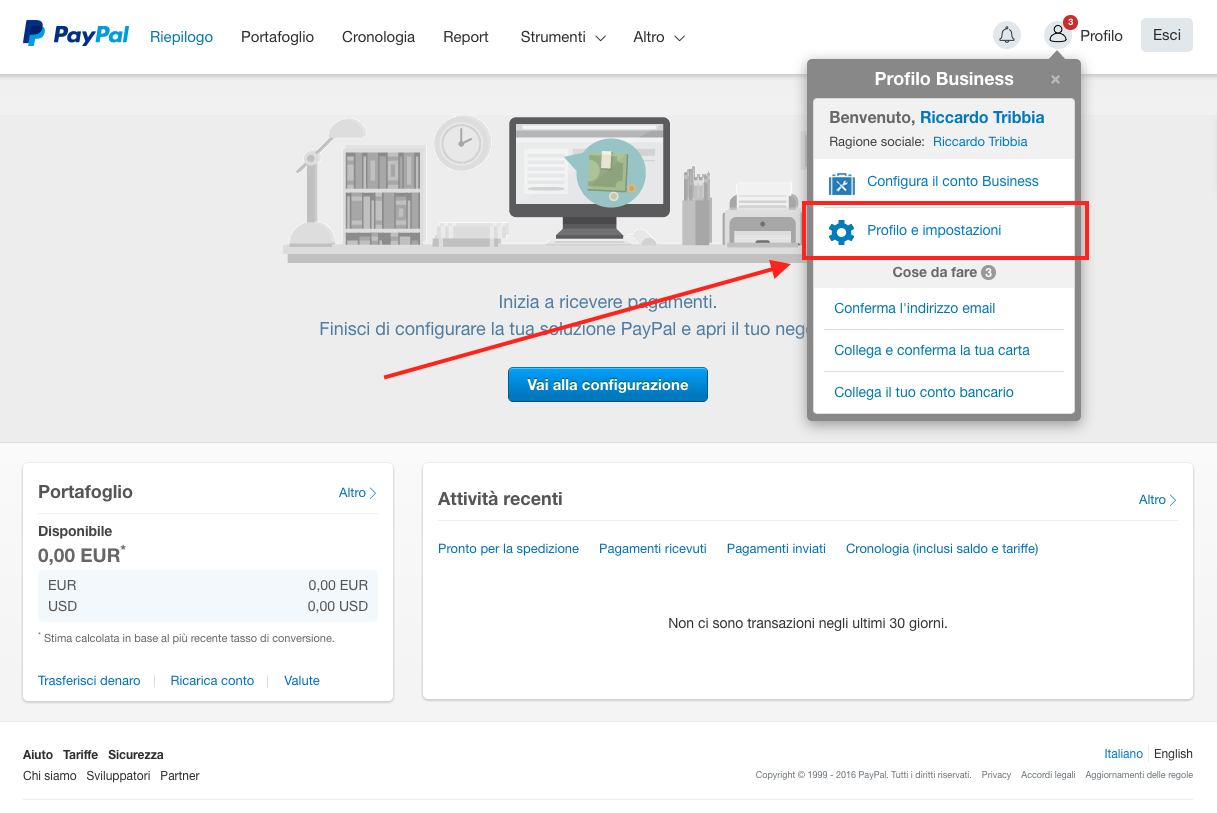 PayPal Riepilogo Portafoglio Cronologia Report Strumenti Altro 3 Profilo Esci
Profilo Business ×
Benvenuto, Riccardo Tribbia
Ragione sociale: Riccardo Tribbia
Configura il conto Business
Profilo e impostazioni
Cose da fare 3
Conferma l'indirizzo email
Collega e conferma la tua carta
Collega il tuo conto bancario
Inizia a ricevere pagamenti.
Finisci di configurare la tua soluzione PayPal e apri il tuo nego
Vai alla configurazione
Portafoglio Altro
Disponibile
0,00 EUR*
EUR 0,00 EUR
USD 0,00 USD
* Stima calcolata in base al più recente tasso di conversione.
Trasferisci denaro Ricarica conto Valute
Attività recenti Altro
Pronto per la spedizione Pagamenti ricevuti Pagamenti inviati Cronologia (inclusi saldo e tariffe)
Non ci sono transazioni negli ultimi 30 giorni.
Aiuto Tariffe Sicurezza
Chi siamo Sviluppatori Partner
Italiano English
Copyright © 1999 - 2016 PayPal. Tutti i diritti riservati. Privacy Accordi legali Aggiornamenti delle regole